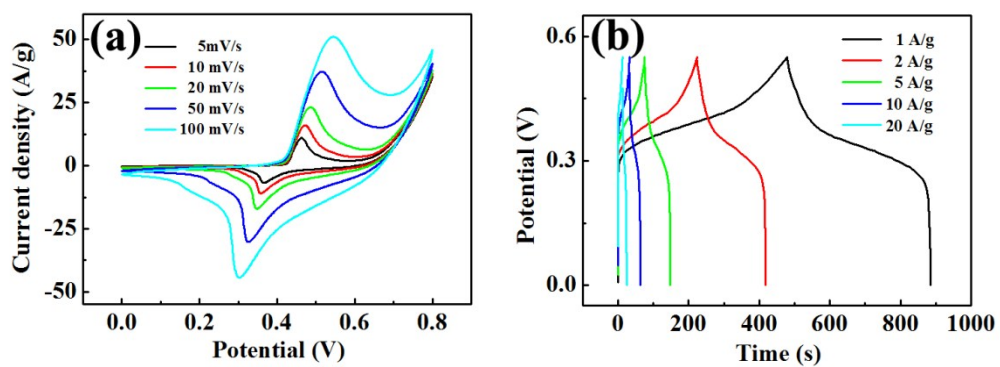 (a)
5mV/s
10 mV/s
20 mV/s
50 mV/s
100 mV/s
Current density (A/g)
50
25
0
-25
-50
0.0 0.2 0.4 0.6 0.8
Potential (V)
(b)
1 A/g
2 A/g
5 A/g
10 A/g
20 A/g
Potential (V)
0.6
0.3
0.0
0 200 400 600 800 1000
Time (s)